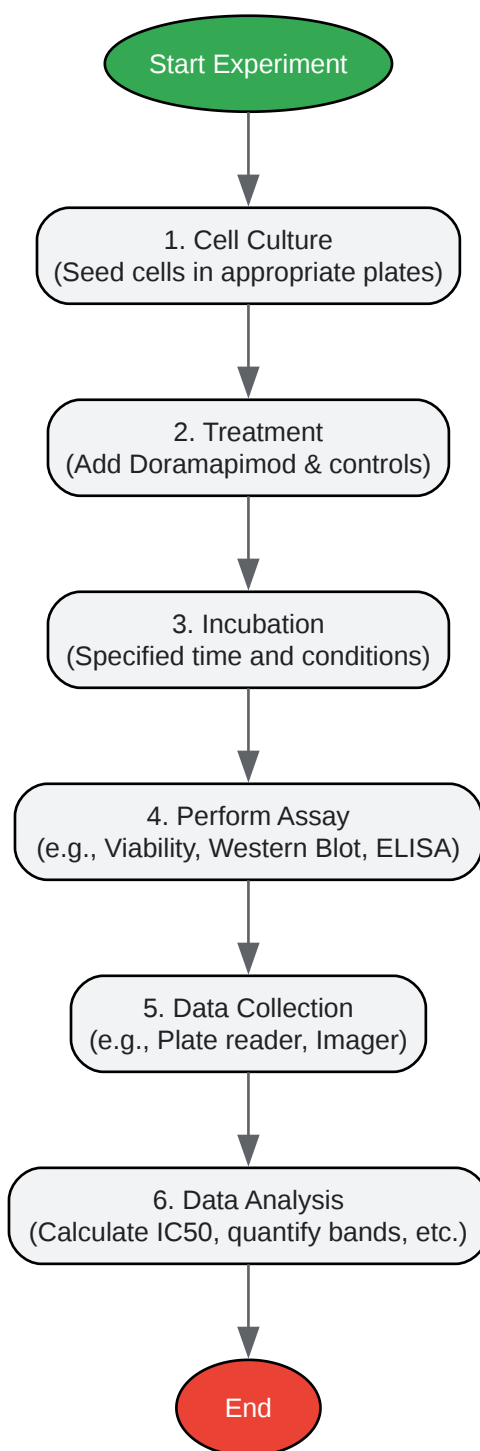 Start Experiment
1. Cell Culture
(Seed cells in appropriate plates)
2. Treatment
(Add Doramapimod & controls)
3. Incubation
(Specified time and conditions)
4. Perform Assay
(e.g., Viability, Western Blot, ELISA)
5. Data Collection
(e.g., Plate reader, Imager)
6. Data Analysis
(Calculate IC50, quantify bands, etc.)
End